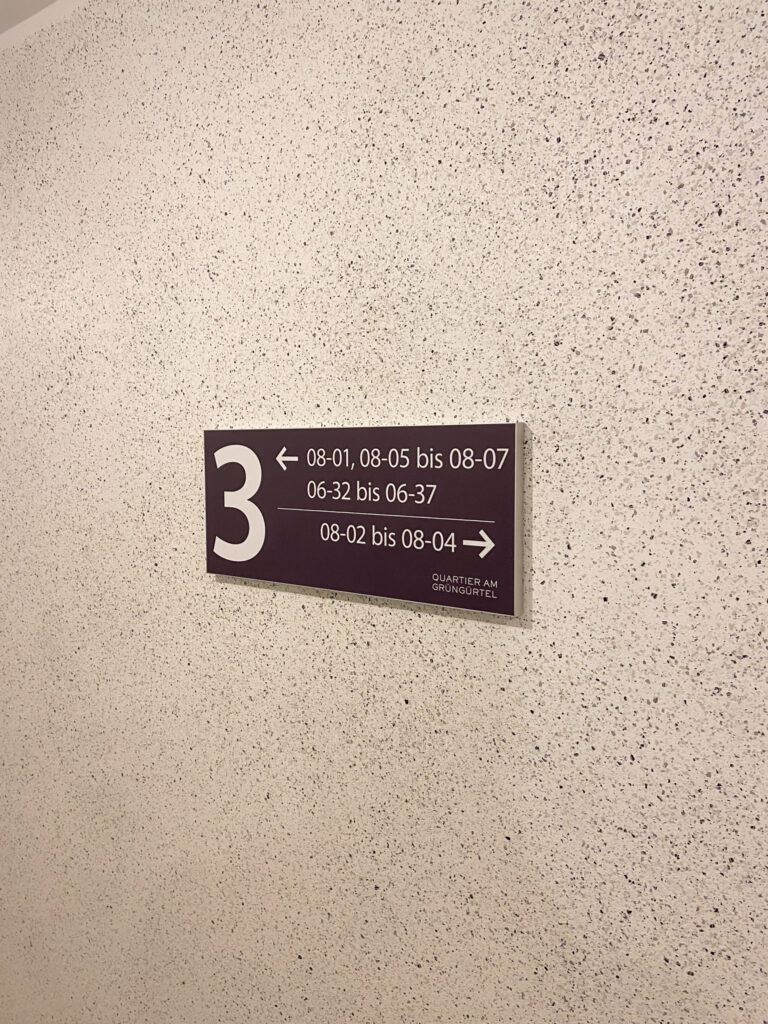 3
← 08-01, 08-05 bis 08-07
06-32 bis 06-37
08-02 bis 08-04 →
QUARTIER AM
GRÜNGÜRTEL